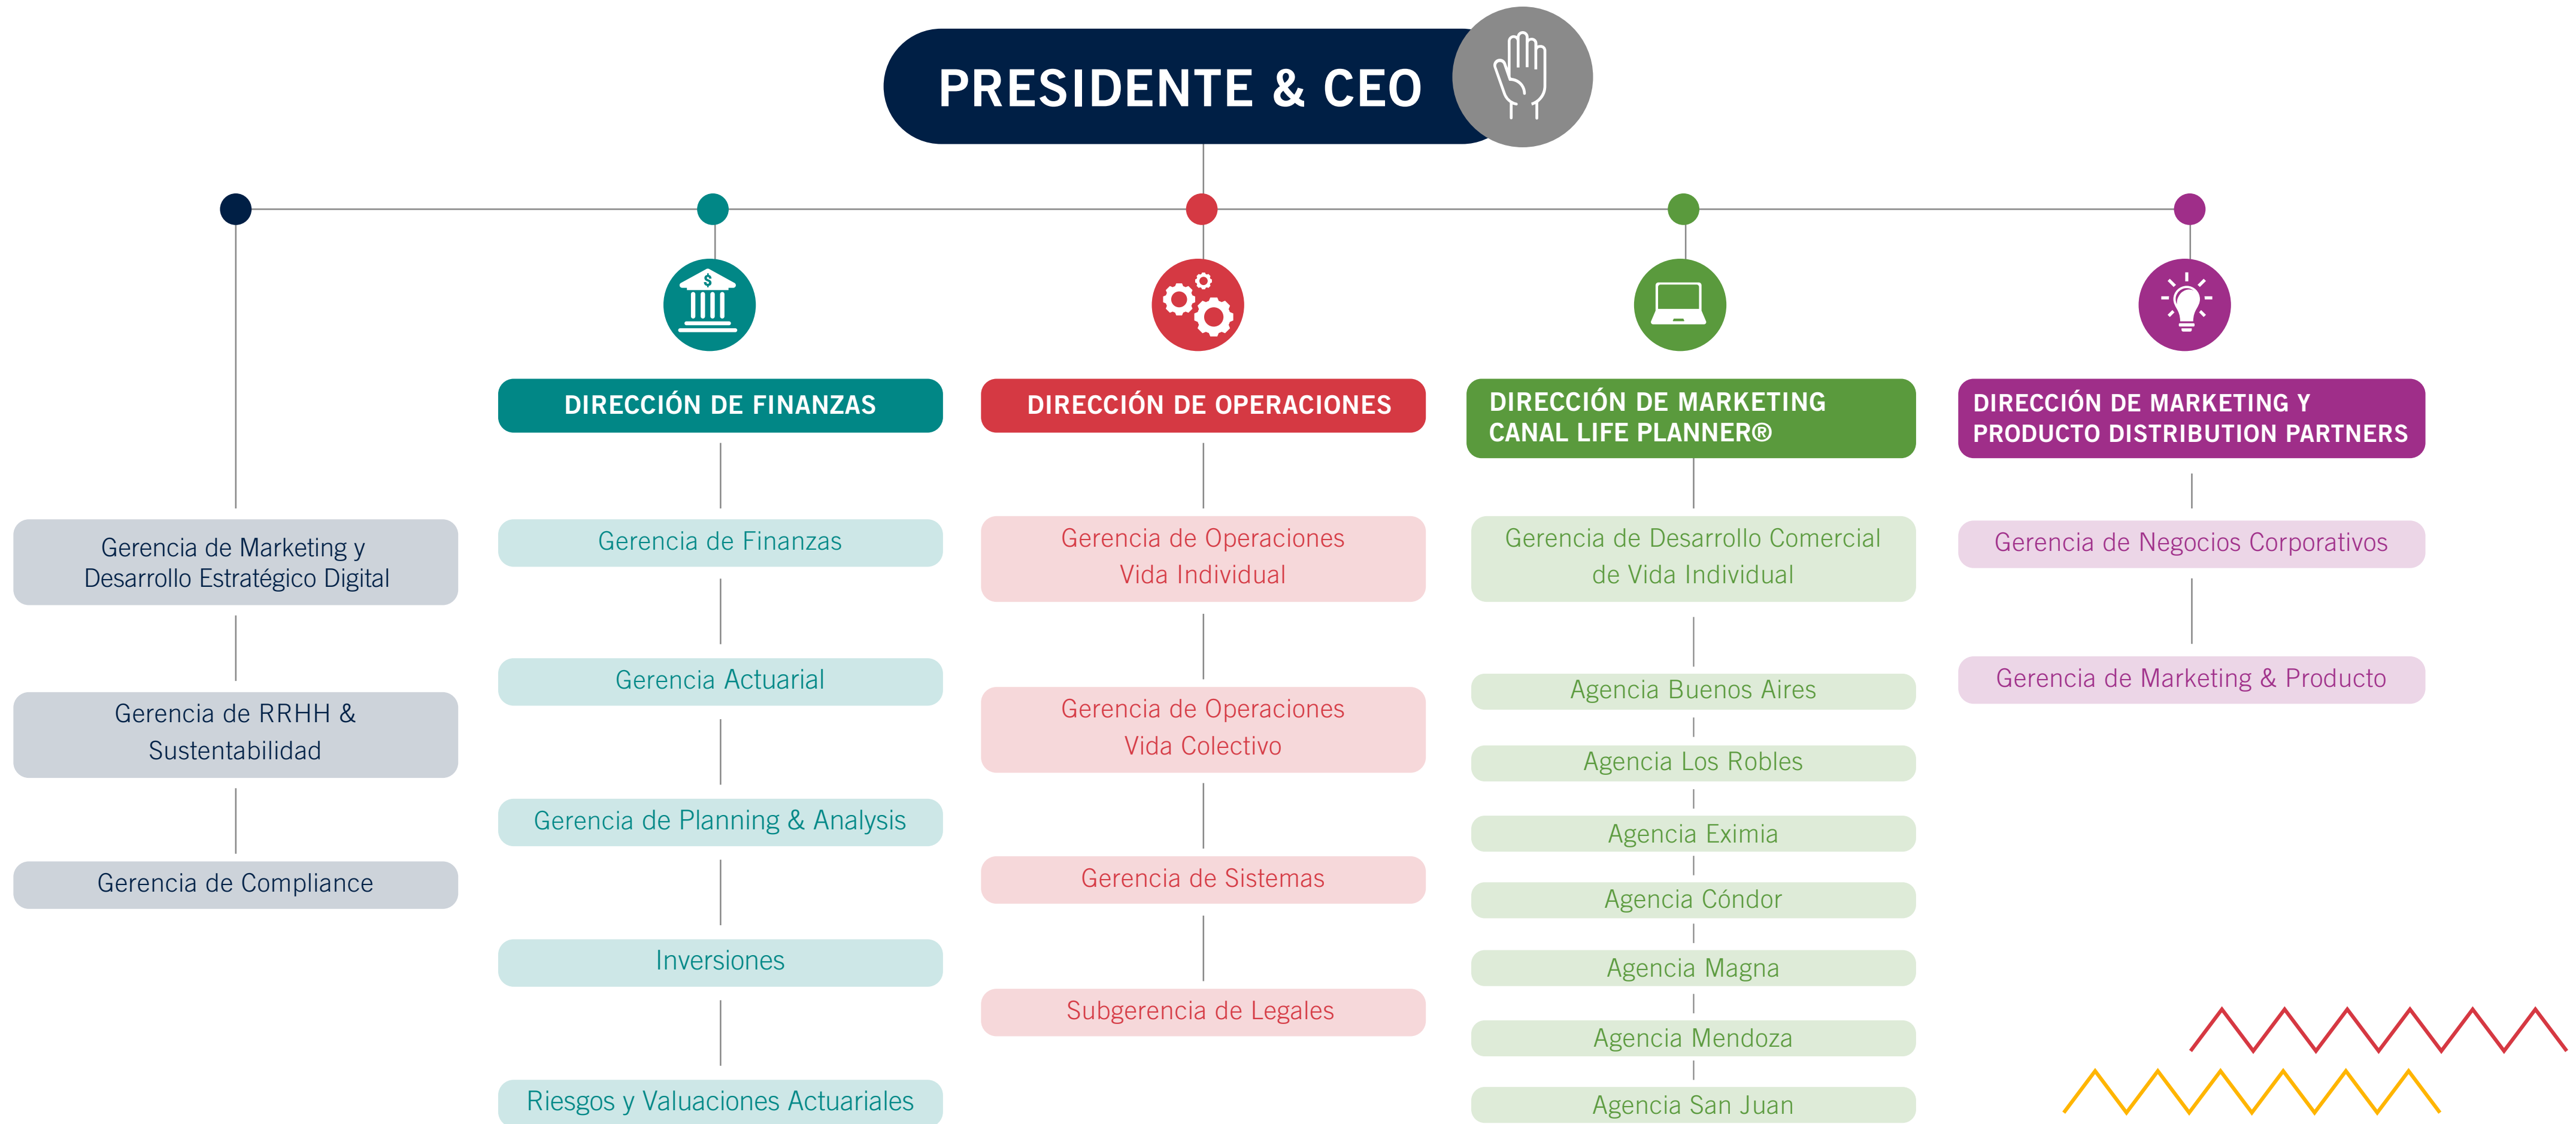 PRESIDENTE & CEO
$
Gerencia de Marketing y
Desarrollo Estratégico Digital
Gerencia de RRHH &
Sustentabilidad
Gerencia de Compliance
DIRECCIÓN DE FINANZAS
Gerencia de Finanzas
Gerencia Actuarial
Gerencia de Planning & Analysis
Inversiones
Riesgos y Valuaciones Actuariales
DIRECCIÓN DE OPERACIONES
Gerencia de Operaciones
Vida Individual
Gerencia de Operaciones
Vida Colectivo
Gerencia de Sistemas
Subgerencia de Legales
DIRECCIÓN DE MARKETING
CANAL LIFE PLANNER®
Gerencia de Desarrollo Comercial
de Vida Individual
Agencia Buenos Aires
Agencia Los Robles
Agencia Eximia
Agencia Cóndor
Agencia Magna
Agencia Mendoza
Agencia San Juan
DIRECCIÓN DE MARKETING Y
PRODUCTO DISTRIBUTION PARTNERS
Gerencia de Negocios Corporativos
Gerencia de Marketing & Producto